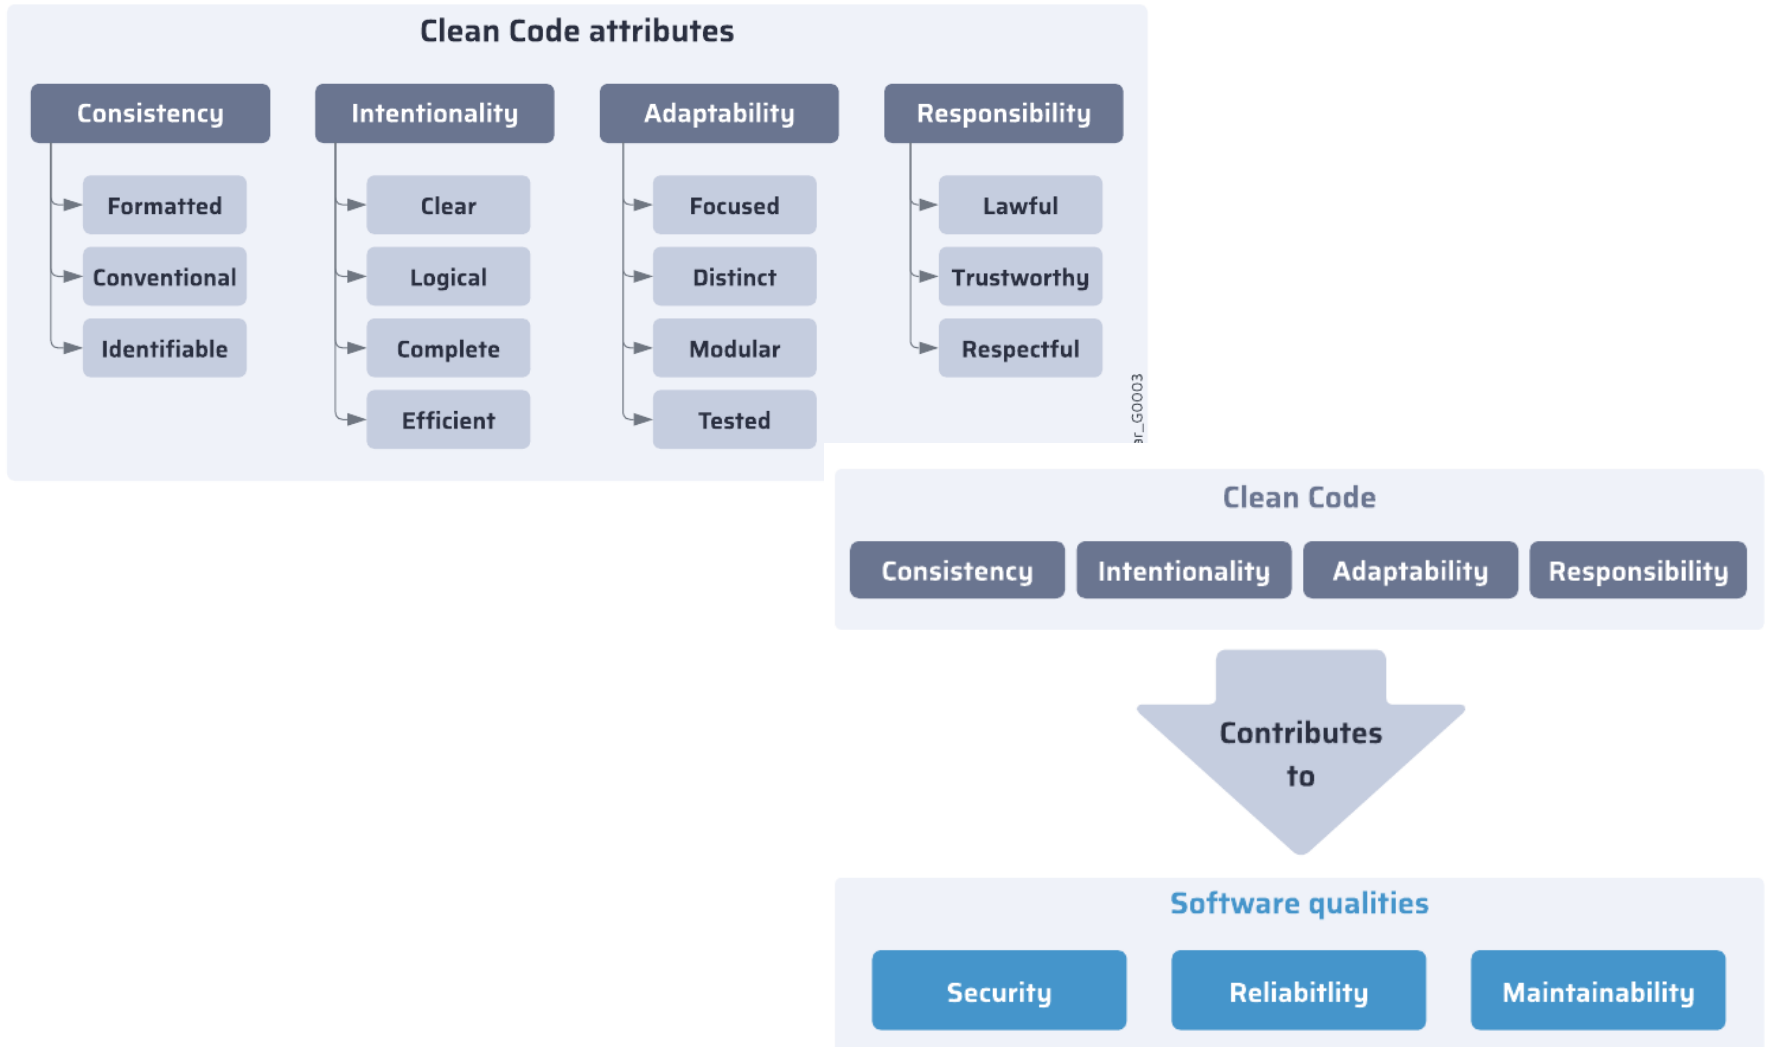 Clean Code attributes
Consistency
Formatted
Conventional
Identifiable
Intentionality
Clear
Logical
Complete
Efficient
Adaptability
Focused
Distinct
Modular
Tested
Responsibility
Lawful
Trustworthy
Respectful
ar_G0003
Clean Code
Consistency
Intentionality
Adaptability
Responsibility
Contributes
to
Software qualities
Security
Reliabitlity
Maintainability